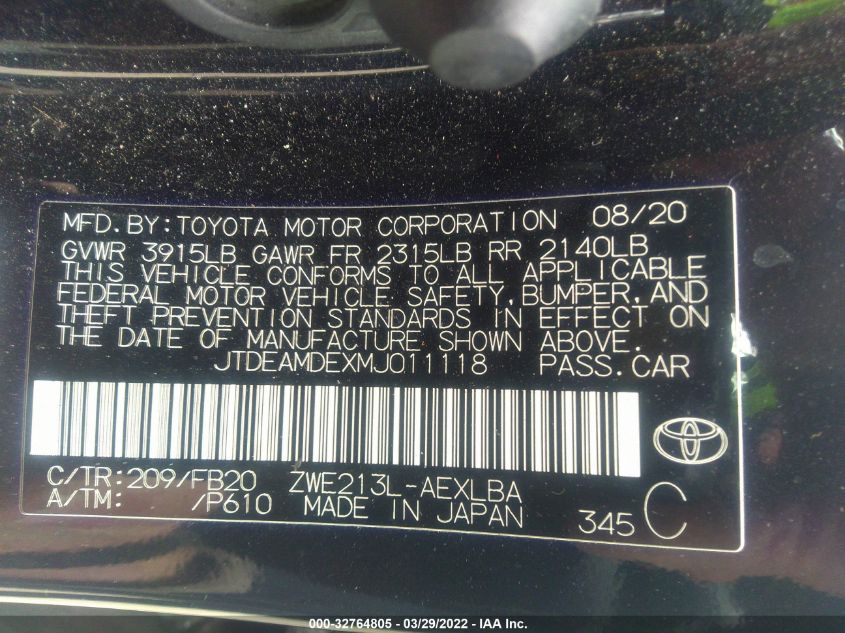 MFD.BY:TOYOTA MOTOR CORPORATION 08/20
GVWR 3915LB GAWR FR 2315LB RR 2140LB
THIS VEHICLE CONFORMS TO ALL APPLICABLE
FEDERAL MOTOR VEHICLE SAFETY,BUMPER,AND
THEFT PREVENTION STANDARDS IN EFFECT ON
THE DATE OF MANUFACTURE SHOWN ABOVE.
JTDEAMDEXMJ011118 PASS.CAR
C/TR:209/FB20 ZWE213L-AEXLBA
A/TM: /P610 MADE IN JAPAN 345 C
000-32764805 - 03/29/2022 - IAA Inc.